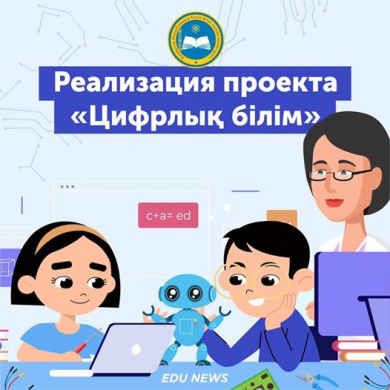 Реализация проекта
«Цифрлық білім»
c+a= ed
EDU NEWS